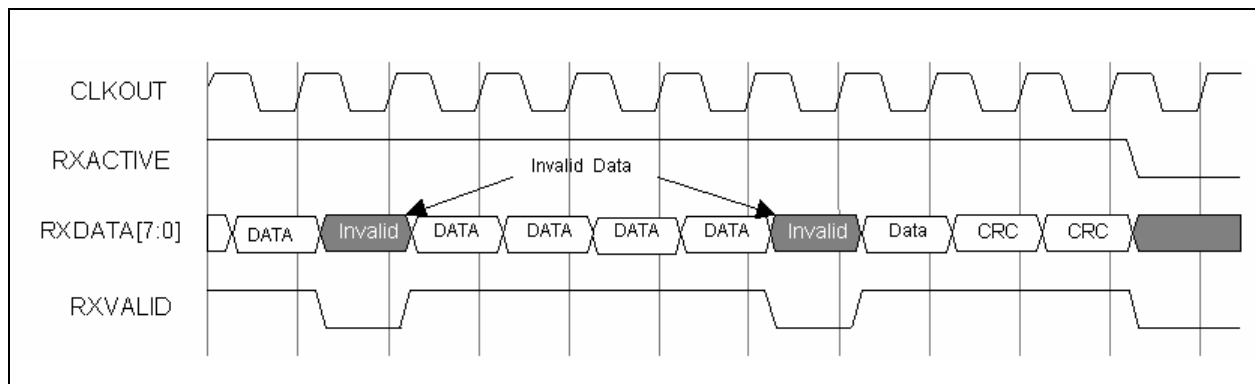 CLKOUT
RXACTIVE
Invalid Data
RXDATA[7:0] DATA Invalid DATA DATA DATA DATA Invalid Data CRC CRC
RXVALID